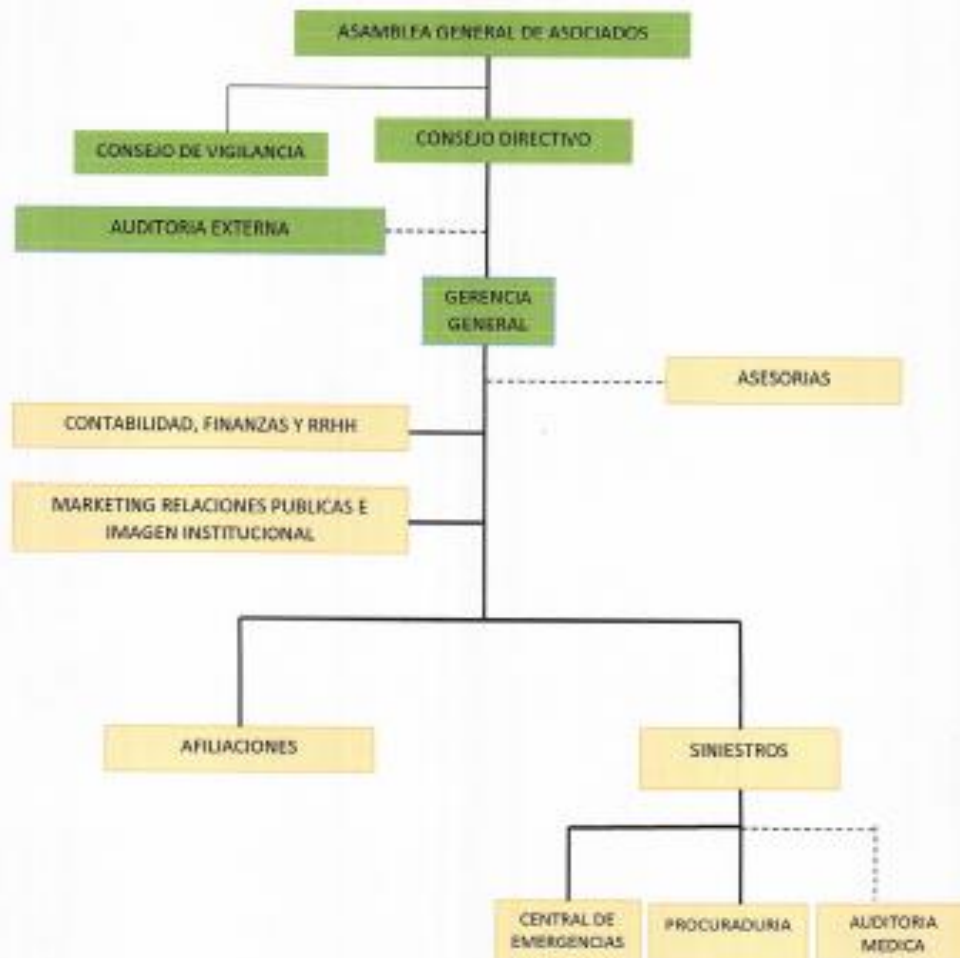 ASAMBLEA GENERAL DE ASOCIADOS
CONSEJO DE VIGILANCIA
CONSEJO DIRECTIVO
AUDITORIA EXTERNA
GERENCIA
GENERAL
ASESORIAS
CONTABILIDAD, FINANZAS Y RRHH
MARKETING RELACIONES PUBLICAS E
IMAGEN INSTITUCIONAL
AFILIACIONES
SINIESTROS
CENTRAL DE
EMERGENCIAS
PROCURADURIA
AUDITORIA
MEDICA